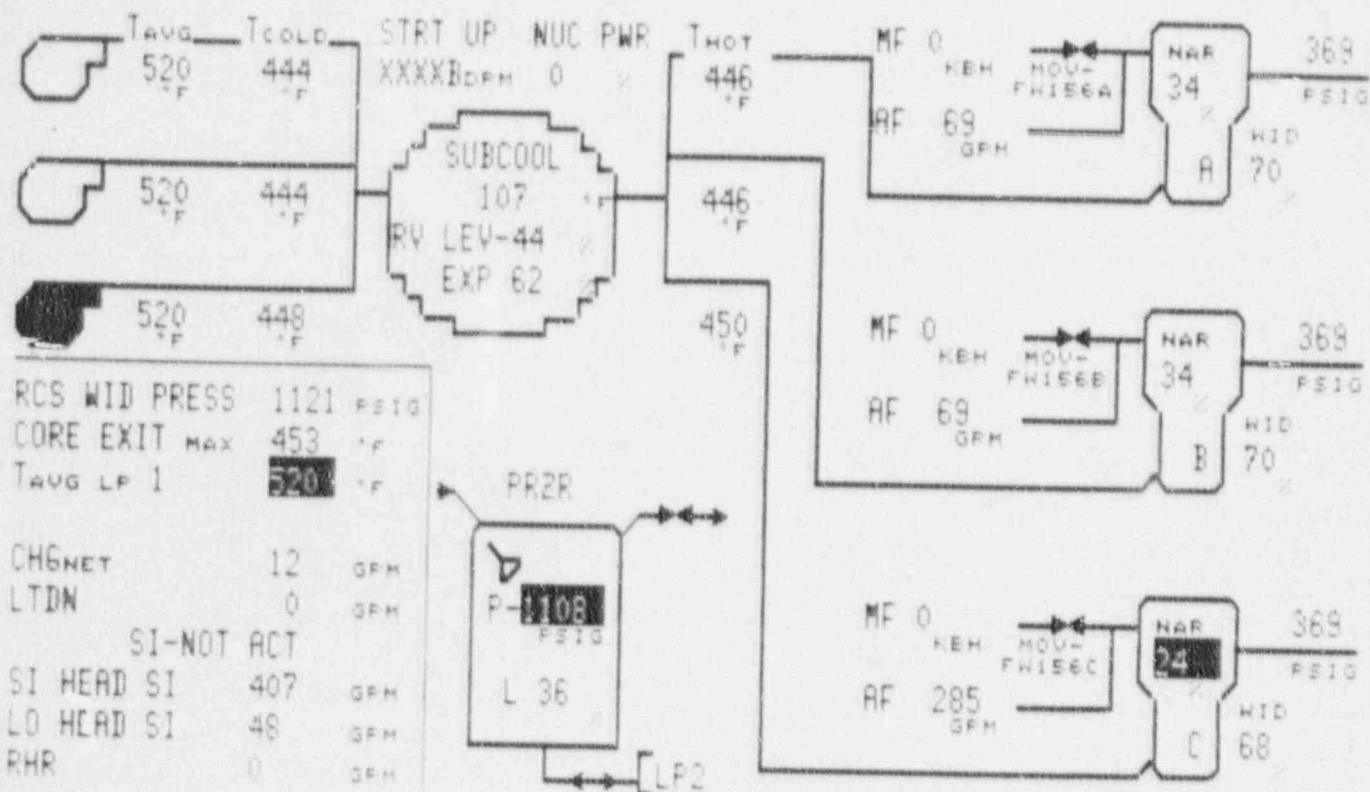 TAVG TCOLD STRT UP NUC PWR THOT
520 °F 444 °F XXXXBDPM 0 % 446 °F
SUBCOOL
107 °F
RV LEV-44 %
EXP 62 %
520 °F 444 °F 446 °F
520 °F 448 °F 450 °F
MF 0 KBH MOV-FW156A
AF 69 GPM
NAR
34 %
A
369 PSIG
WID
70 %
MF 0 KBH MOV-FW156B
AF 69 GPM
NAR
34 %
B
369 PSIG
WID
70 %
MF 0 KBH MOV-FW156C
AF 285 GPM
NAR
24 %
C
369 PSIG
WID
68 %
RCS WID PRESS 1121 PSIG
CORE EXIT MAX 453 °F
TAVG LP 1 520 °F
CHGNET 12 GPM
LTDN 0 GPM
SI-NOT ACT
SI HEAD SI 407 GPM
LO HEAD SI 48 GPM
RHR 0 GPM
PRZR
P-1108
PSIG
L 36 %
LP2